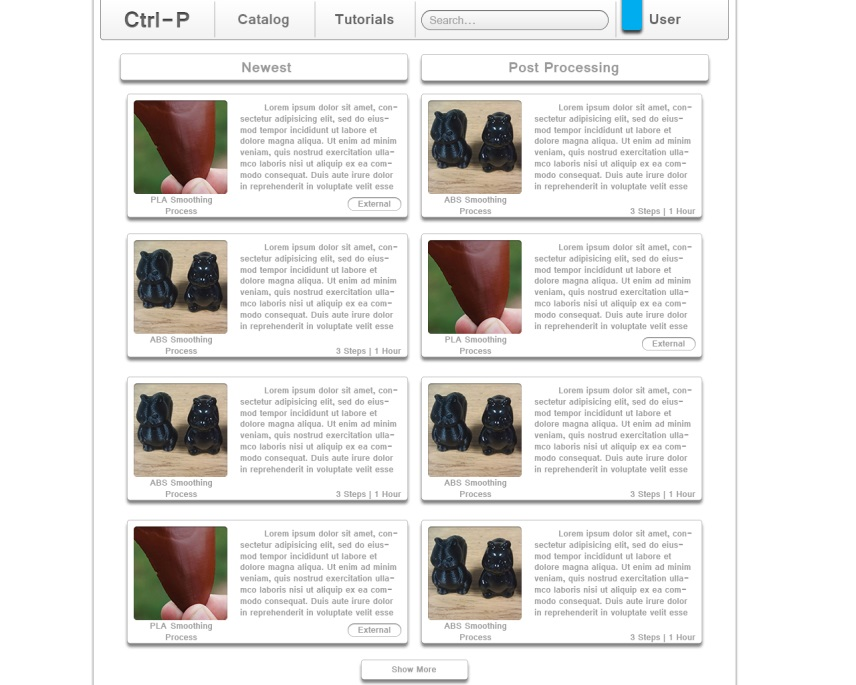 Ctrl-P
Catalog
Tutorials
Search...
User
Newest
Post Processing
Lorem ipsum dolor sit amet, con-
sectetur adipisicing elit, sed do eius-
mod tempor incididunt ut labore et
dolore magna aliqua. Ut enim ad minim
veniam, quis nostrud exercitation ulla-
mco laboris nisi ut aliquip ex ea com-
modo consequat. Duis aute irure dolor
in reprehenderit in voluptate velit esse
PLA Smoothing
Process
External
Lorem ipsum dolor sit amet, con-
sectetur adipisicing elit, sed do eius-
mod tempor incididunt ut labore et
dolore magna aliqua. Ut enim ad minim
veniam, quis nostrud exercitation ulla-
mco laboris nisi ut aliquip ex ea com-
modo consequat. Duis aute irure dolor
in reprehenderit in voluptate velit esse
ABS Smoothing
Process
3 Steps | 1 Hour
Lorem ipsum dolor sit amet, con-
sectetur adipisicing elit, sed do eius-
mod tempor incididunt ut labore et
dolore magna aliqua. Ut enim ad minim
veniam, quis nostrud exercitation ulla-
mco laboris nisi ut aliquip ex ea com-
modo consequat. Duis aute irure dolor
in reprehenderit in voluptate velit esse
ABS Smoothing
Process
3 Steps | 1 Hour
Lorem ipsum dolor sit amet, con-
sectetur adipisicing elit, sed do eius-
mod tempor incididunt ut labore et
dolore magna aliqua. Ut enim ad minim
veniam, quis nostrud exercitation ulla-
mco laboris nisi ut aliquip ex ea com-
modo consequat. Duis aute irure dolor
in reprehenderit in voluptate velit esse
PLA Smoothing
Process
External
Lorem ipsum dolor sit amet, con-
sectetur adipisicing elit, sed do eius-
mod tempor incididunt ut labore et
dolore magna aliqua. Ut enim ad minim
veniam, quis nostrud exercitation ulla-
mco laboris nisi ut aliquip ex ea com-
modo consequat. Duis aute irure dolor
in reprehenderit in voluptate velit esse
ABS Smoothing
Process
3 Steps | 1 Hour
Lorem ipsum dolor sit amet, con-
sectetur adipisicing elit, sed do eius-
mod tempor incididunt ut labore et
dolore magna aliqua. Ut enim ad minim
veniam, quis nostrud exercitation ulla-
mco laboris nisi ut aliquip ex ea com-
modo consequat. Duis aute irure dolor
in reprehenderit in voluptate velit esse
ABS Smoothing
Process
3 Steps | 1 Hour
Lorem ipsum dolor sit amet, con-
sectetur adipisicing elit, sed do eius-
mod tempor incididunt ut labore et
dolore magna aliqua. Ut enim ad minim
veniam, quis nostrud exercitation ulla-
mco laboris nisi ut aliquip ex ea com-
modo consequat. Duis aute irure dolor
in reprehenderit in voluptate velit esse
PLA Smoothing
Process
External
Lorem ipsum dolor sit amet, con-
sectetur adipisicing elit, sed do eius-
mod tempor incididunt ut labore et
dolore magna aliqua. Ut enim ad minim
veniam, quis nostrud exercitation ulla-
mco laboris nisi ut aliquip ex ea com-
modo consequat. Duis aute irure dolor
in reprehenderit in voluptate velit esse
ABS Smoothing
Process
3 Steps | 1 Hour
Show More